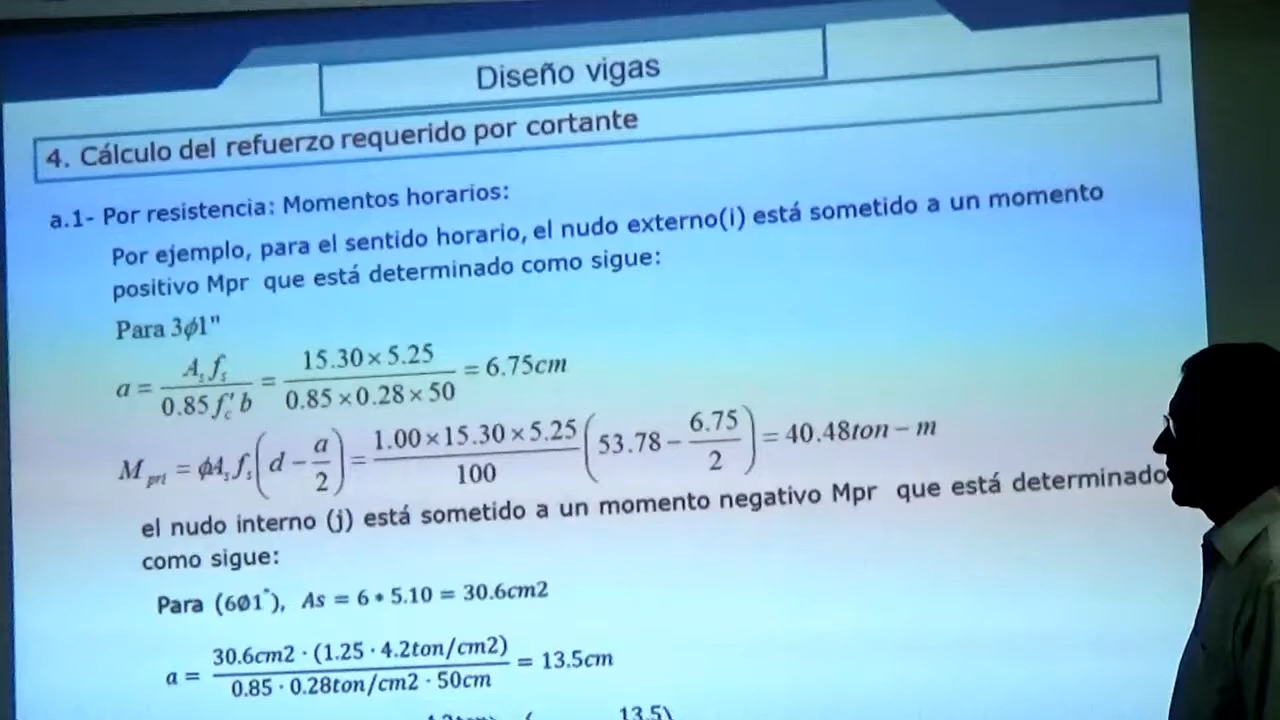 Diseño vigas
4. Cálculo del refuerzo requerido por cortante
a.1- Por resistencia: Momentos horarios:
Por ejemplo, para el sentido horario, el nudo externo(i) está sometido a un momento
positivo Mpr que está determinado como sigue:
Para 3ϕ1"
a = A_s f_s / 0.85 f'_c b = 15.30 × 5.25 / 0.85 × 0.28 × 50 = 6.75cm
M_pri = ϕA_s f_s (d − a/2) = 1.00 × 15.30 × 5.25 / 100 (53.78 − 6.75/2) = 40.48ton − m
el nudo interno (j) está sometido a un momento negativo Mpr que está determinado
como sigue:
Para (6Ø1"), As = 6 * 5.10 = 30.6cm2
a = 30.6cm2 · (1.25 · 4.2ton/cm2) / 0.85 · 0.28ton/cm2 · 50cm = 13.5cm
13.5)